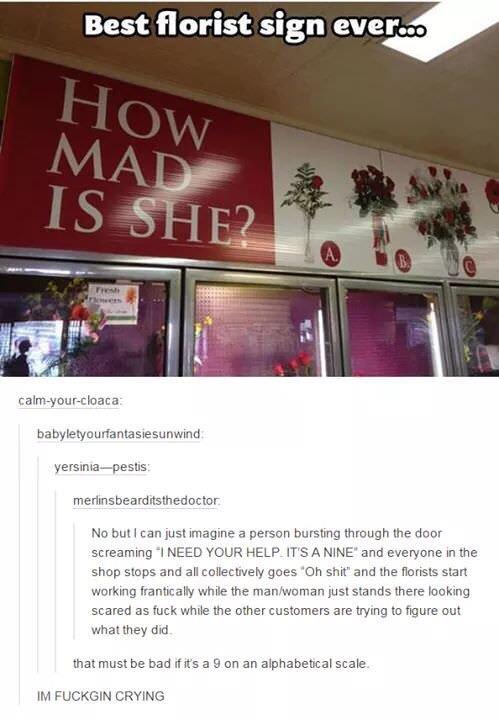 Best florist sign ever...
HOW
MAD
IS SHE?
A.
B.
C.
Fresh
Flowers
calm-your-cloaca:
babyletyourfantasiesunwind:
yersinia—pestis:
merlinsbearditsthedoctor:
No but I can just imagine a person bursting through the door
screaming "I NEED YOUR HELP. IT'S A NINE" and everyone in the
shop stops and all collectively goes "Oh shit" and the florists start
working frantically while the man/woman just stands there looking
scared as fuck while the other customers are trying to figure out
what they did.
that must be bad if it's a 9 on an alphabetical scale.
IM FUCKGIN CRYING